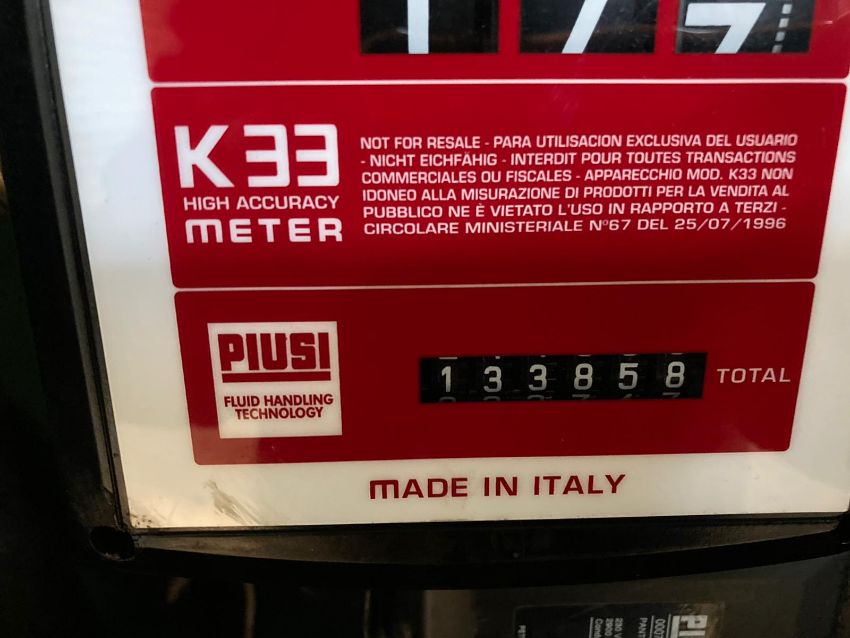 1 7
K33
HIGH ACCURACY
METER
NOT FOR RESALE - PARA UTILISACION EXCLUSIVA DEL USUARIO
- NICHT EICHFÄHIG - INTERDIT POUR TOUTES TRANSACTIONS
COMMERCIALES OU FISCALES - APPARECCHIO MOD. K33 NON
IDONEO ALLA MISURAZIONE DI PRODOTTI PER LA VENDITA AL
PUBBLICO NE È VIETATO L'USO IN RAPPORTO A TERZI -
CIRCOLARE MINISTERIALE N°67 DEL 25/07/1996
PIUSI
FLUID HANDLING
TECHNOLOGY
133858 TOTAL
MADE IN ITALY
PIUSI